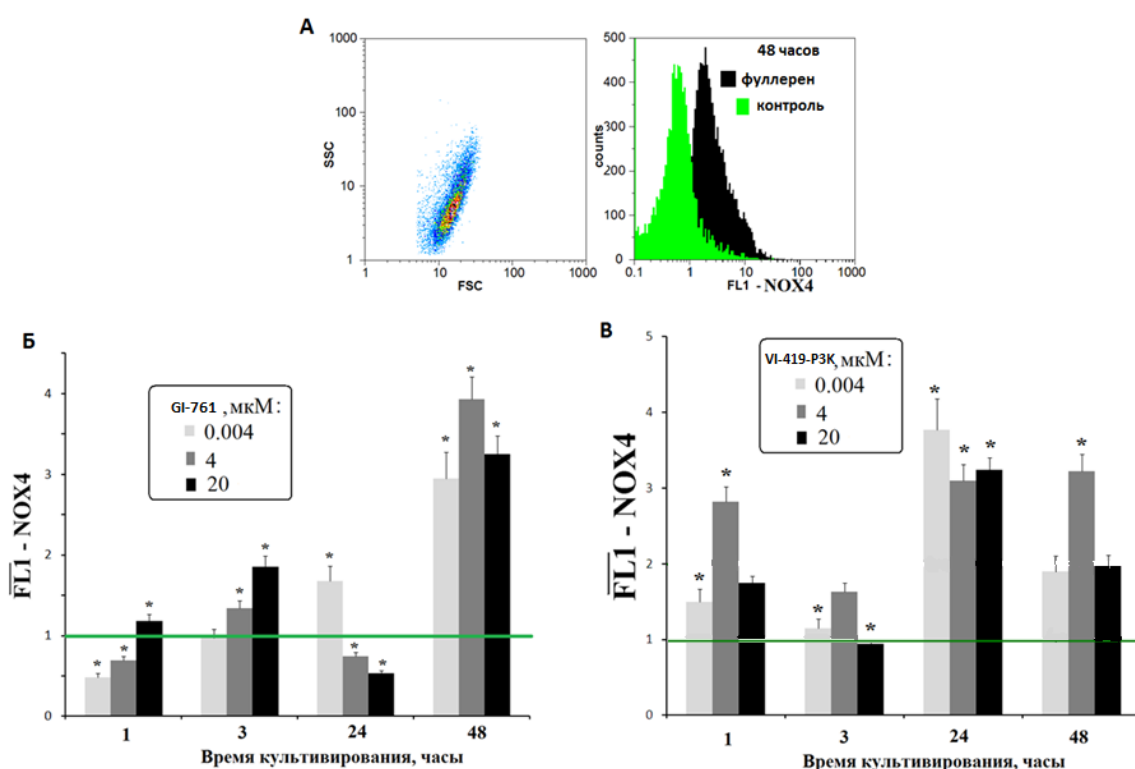 А
1000
100
10
1
SSC
1
10
100
1000
FSC
500
400
300
200
100
0
counts
48 часов
фуллерен
контроль
0.1
1
10
100
1000
FL1 - NOX4
Б
4
3
2
1
0
FL1 - NOX4
GI-761 , мкМ:
0.004
4
20
* * *
* *
* * *
* * *
1
3
24
48
Время культивирования, часы
В
5
4
3
2
1
0
FL1 - NOX4
VI-419-P3K, мкМ:
0.004
4
20
* *
* *
* * *
*
1
3
24
48
Время культивирования, часы